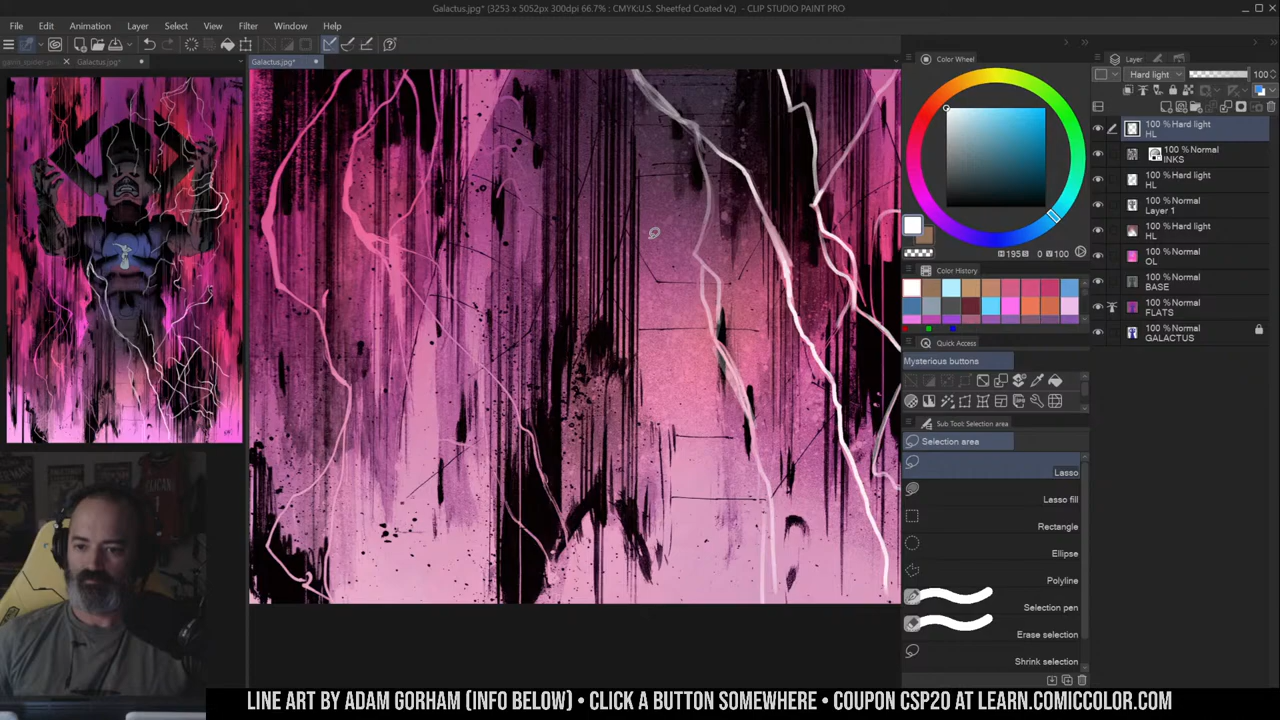 Galactus.jpg* (3253 x 5052px 300dpi 66.7% : CMYK:U.S. Sheetfed Coated v2) - CLIP STUDIO PAINT PRO
File Edit Animation Layer Select View Filter Window Help
Galactus.jpg*
Galactus.jpg*
Color Wheel
H 195 S 0 V 100
Color History
Quick Access
Mysterious buttons
Sub Tool: Selection area
Selection area
Lasso
Lasso fill
Rectangle
Ellipse
Polyline
Selection pen
Erase selection
Shrink selection
Layer
Hard light 100
100 % Hard light
HL
100 % Normal
INKS
100 % Hard light
HL
100 % Normal
Layer 1
100 % Hard light
HL
100 % Normal
OL
100 % Normal
BASE
100 % Normal
FLATS
100 % Normal
GALACTUS
LINE ART BY ADAM GORHAM (INFO BELOW) • CLICK A BUTTON SOMEWHERE • COUPON CSP20 AT LEARN.COMICCOLOR.COM